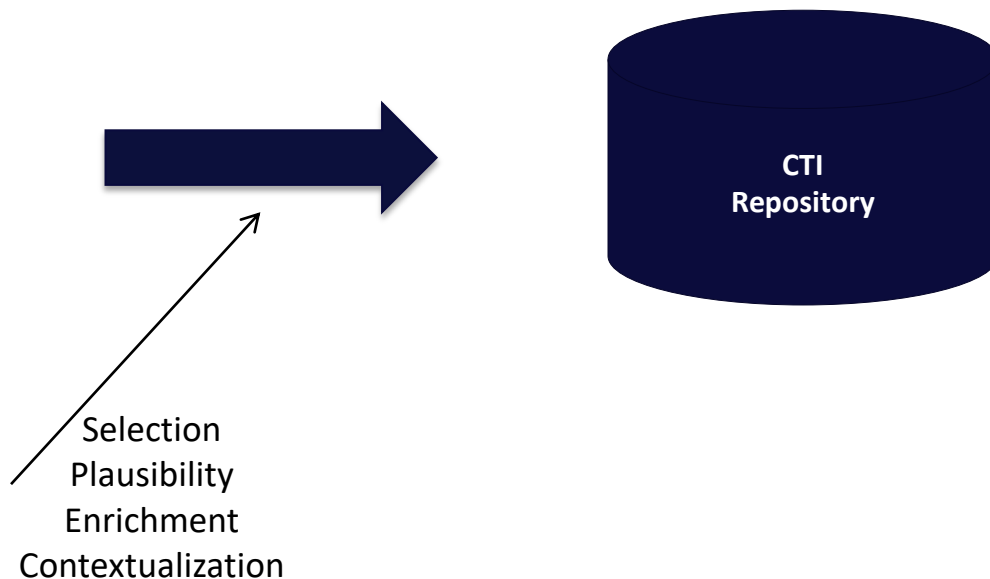 CTI
Repository
Selection
Plausibility
Enrichment
Contextualization